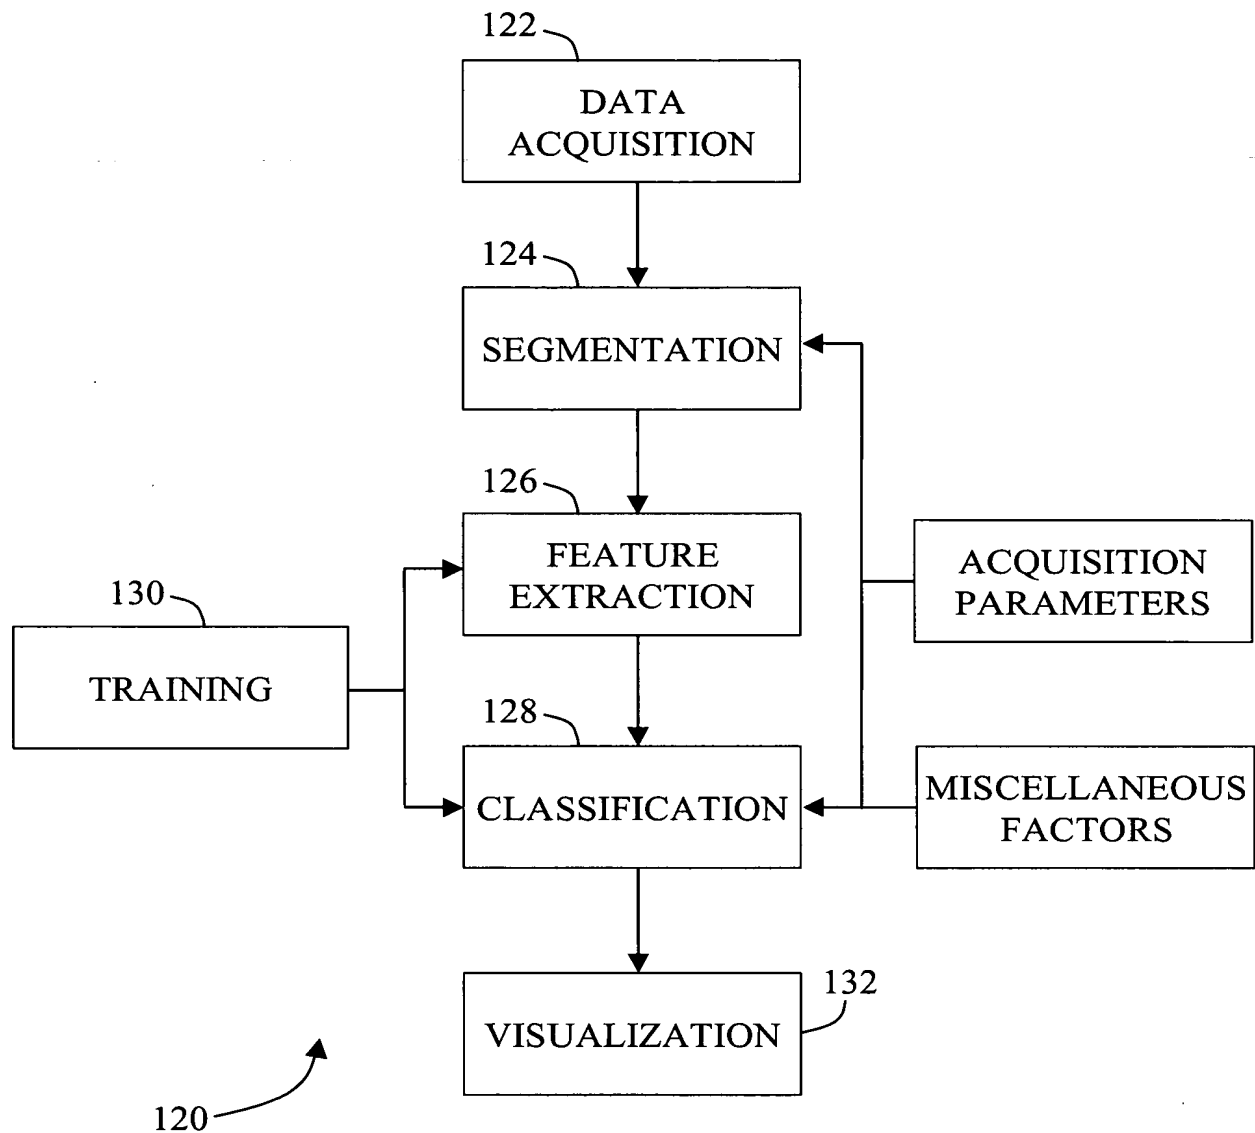 122
DATA
ACQUISITION
124
SEGMENTATION
126
FEATURE
EXTRACTION
ACQUISITION
PARAMETERS
130
TRAINING
128
CLASSIFICATION
MISCELLANEOUS
FACTORS
132
VISUALIZATION
120